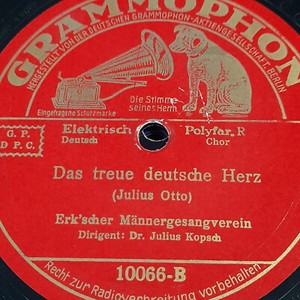 GRAMMOPHON
HERGESTELLT VON DER DEUTSCHEN GRAMMOPHON-AKTIENGESELLSCHAFT, BERLIN
Die Stimme
seines Herrn
Eingetragene Schutzmarke
G. P.
D P C.
Elektrisch
Polyfar. R
Deutsch
Chor
Das treue deutsche Herz
(Julius Otto)
Erk'scher Männergesangverein
Dirigent: Dr. Julius Kopsch
10066-B
Recht zur Radioverbreitung vorbehalten